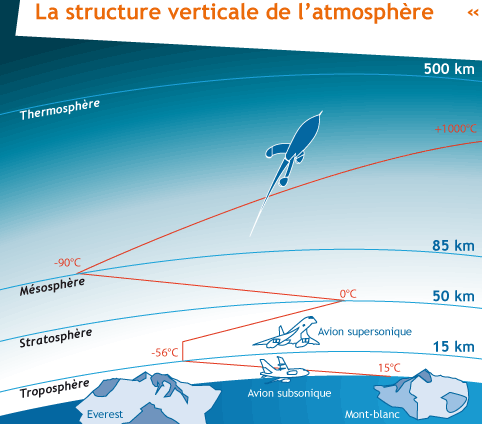 La structure verticale de l'atmosphère
«
500 km
Thermosphère
+1000°C
85 km
-90°C
Mésosphère
50 km
0°C
Stratosphère
Avion supersonique
15 km
-56°C
15°C
Troposphère
Avion subsonique
Everest
Mont-blanc